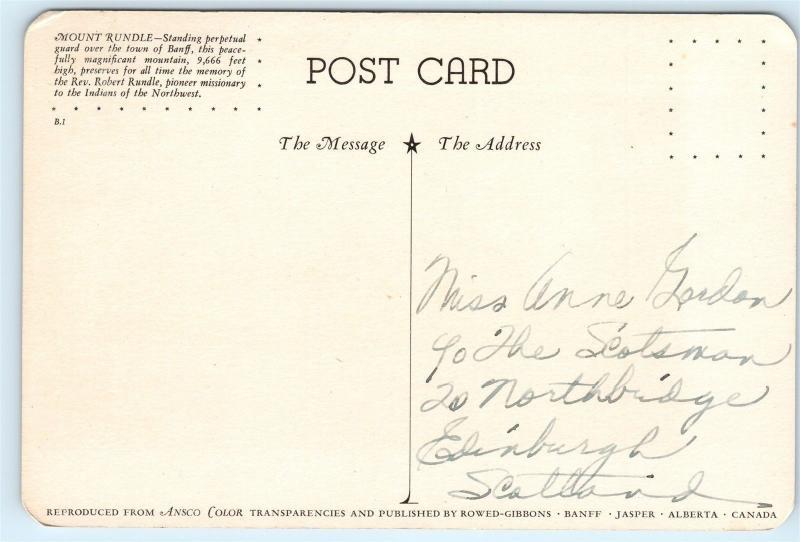 MOUNT RUNDLE—Standing perpetual
guard over the town of Banff, this peace-
fully magnificent mountain, 9,666 feet
high, preserves for all time the memory of
the Rev. Robert Rundle, pioneer missionary
to the Indians of the Northwest.
B.1
POST CARD
The Message ★ The Address
Miss Anne Gordon
c/o The Scotsman
20 Northbridge
Edinburgh
Scotland
REPRODUCED FROM ANSCO COLOR TRANSPARENCIES AND PUBLISHED BY ROWED-GIBBONS · BANFF · JASPER · ALBERTA · CANADA